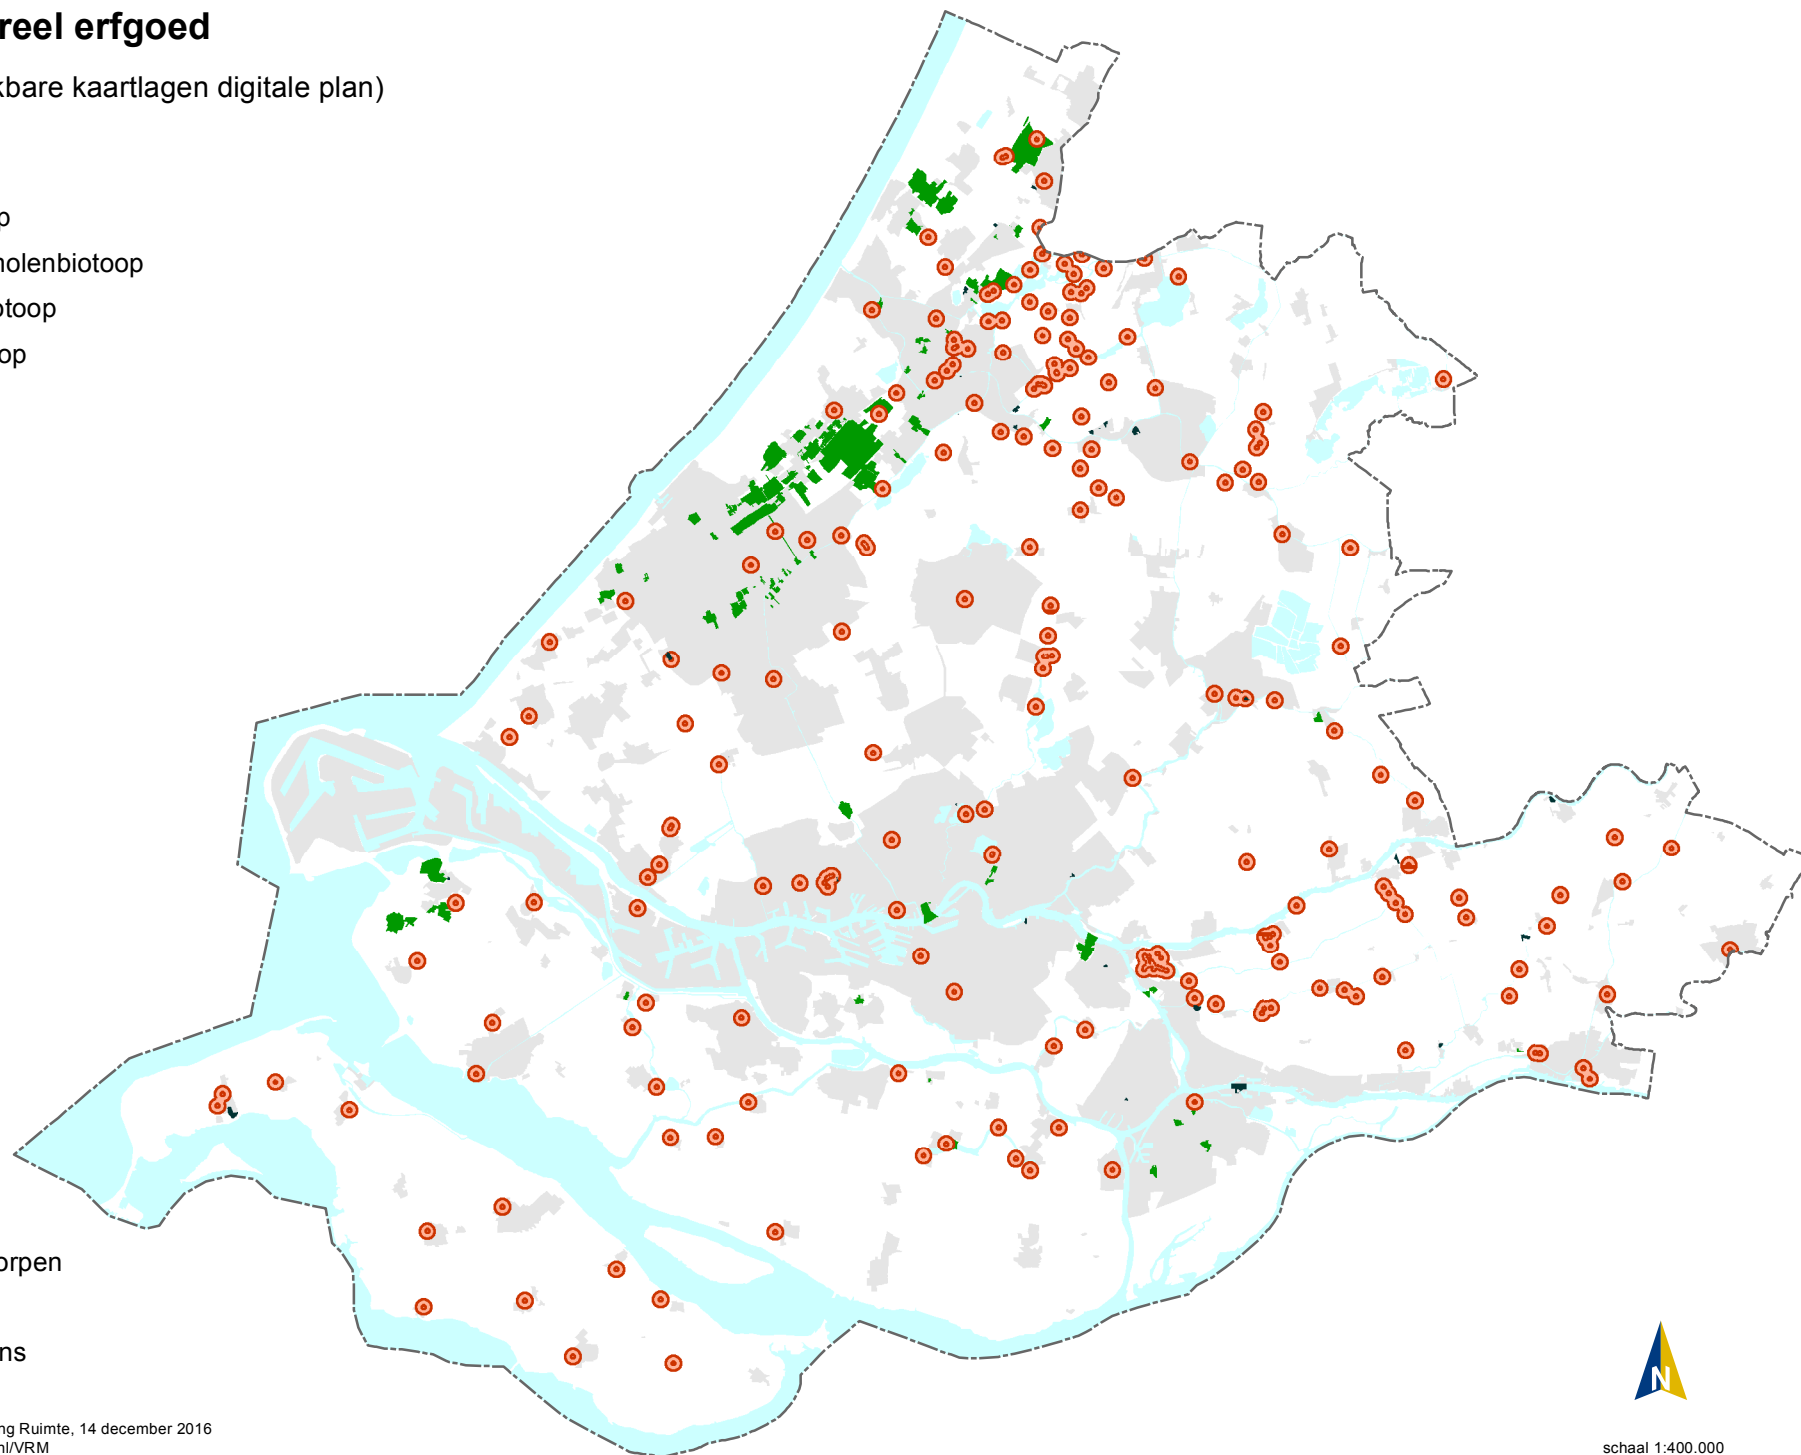 reel erfgoed
kbare kaartlagen digitale plan)
p
nolenbiotoop
otoop
op
orpen
ns
ng Ruimte, 14 december 2016
nl/VRM
N
schaal 1:400.000